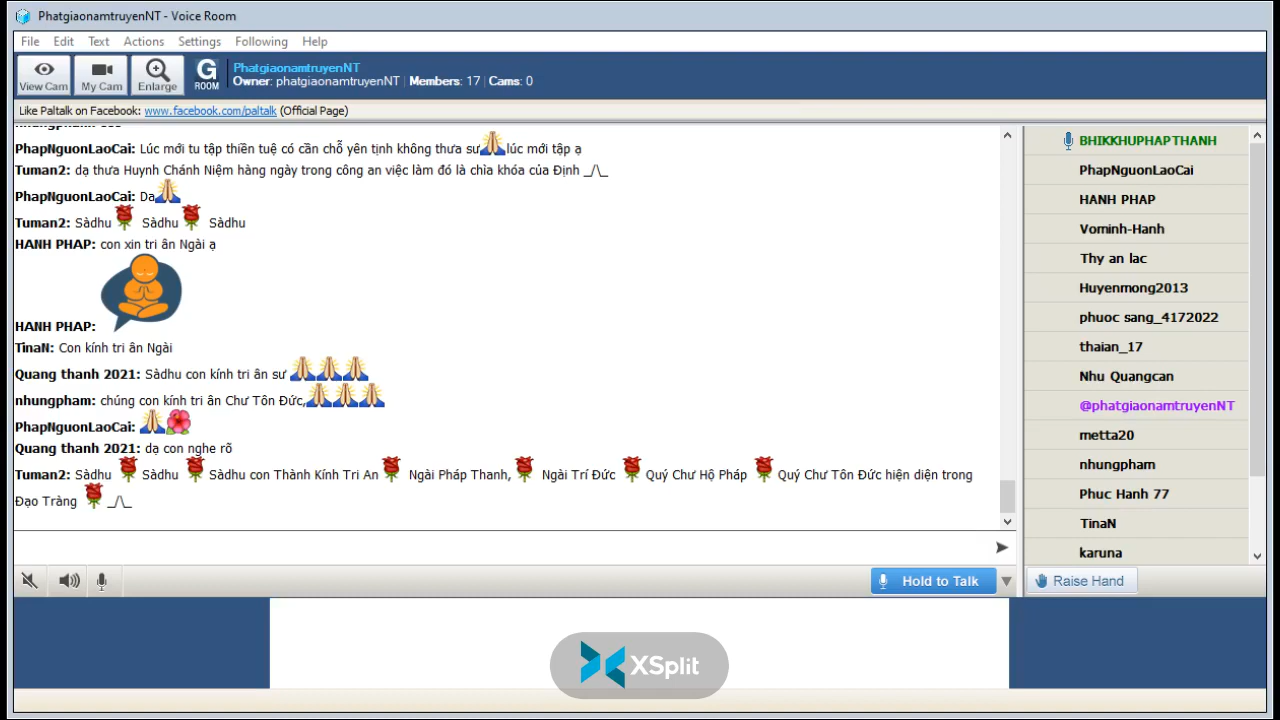 PhatgiaonamtruyenNT - Voice Room
File Edit Text Actions Settings Following Help
View Cam My Cam Enlarge G ROOM
PhatgiaonamtruyenNT
Owner: phatgiaonamtruyenNT | Members: 17 | Cams: 0
Like Paltalk on Facebook: www.facebook.com/paltalk (Official Page)
PhapNguonLaoCai: Lúc mới tu tập thiền tuệ có cần chỗ yên tịnh không thưa sư lúc mới tập ạ
Tuman2: dạ thưa Huynh Chánh Niệm hàng ngày trong công an việc làm đó là chìa khóa của Định _/\_
PhapNguonLaoCai: Da
Tuman2: Sàdhu Sàdhu Sàdhu
HANH PHAP: con xin tri ân Ngài ạ
HANH PHAP:
TinaN: Con kính tri ân Ngài
Quang thanh 2021: Sàdhu con kính tri ân sư
nhungpham: chúng con kính tri ân Chư Tôn Đức,
PhapNguonLaoCai:
Quang thanh 2021: dạ con nghe rõ
Tuman2: Sàdhu Sàdhu Sàdhu con Thành Kính Tri An Ngài Pháp Thanh, Ngài Trí Đức Quý Chư Hộ Pháp Quý Chư Tôn Đức hiện diện trong
Đạo Tràng _/\_
BHIKKHUPHAPTHANH
PhapNguonLaoCai
HANH PHAP
Vominh-Hanh
Thy an lac
Huyenmong2013
phuoc sang_4172022
thaian_17
Nhu Quangcan
@phatgiaonamtruyenNT
metta20
nhungpham
Phuc Hanh 77
TinaN
karuna
Hold to Talk
Raise Hand
XSplit